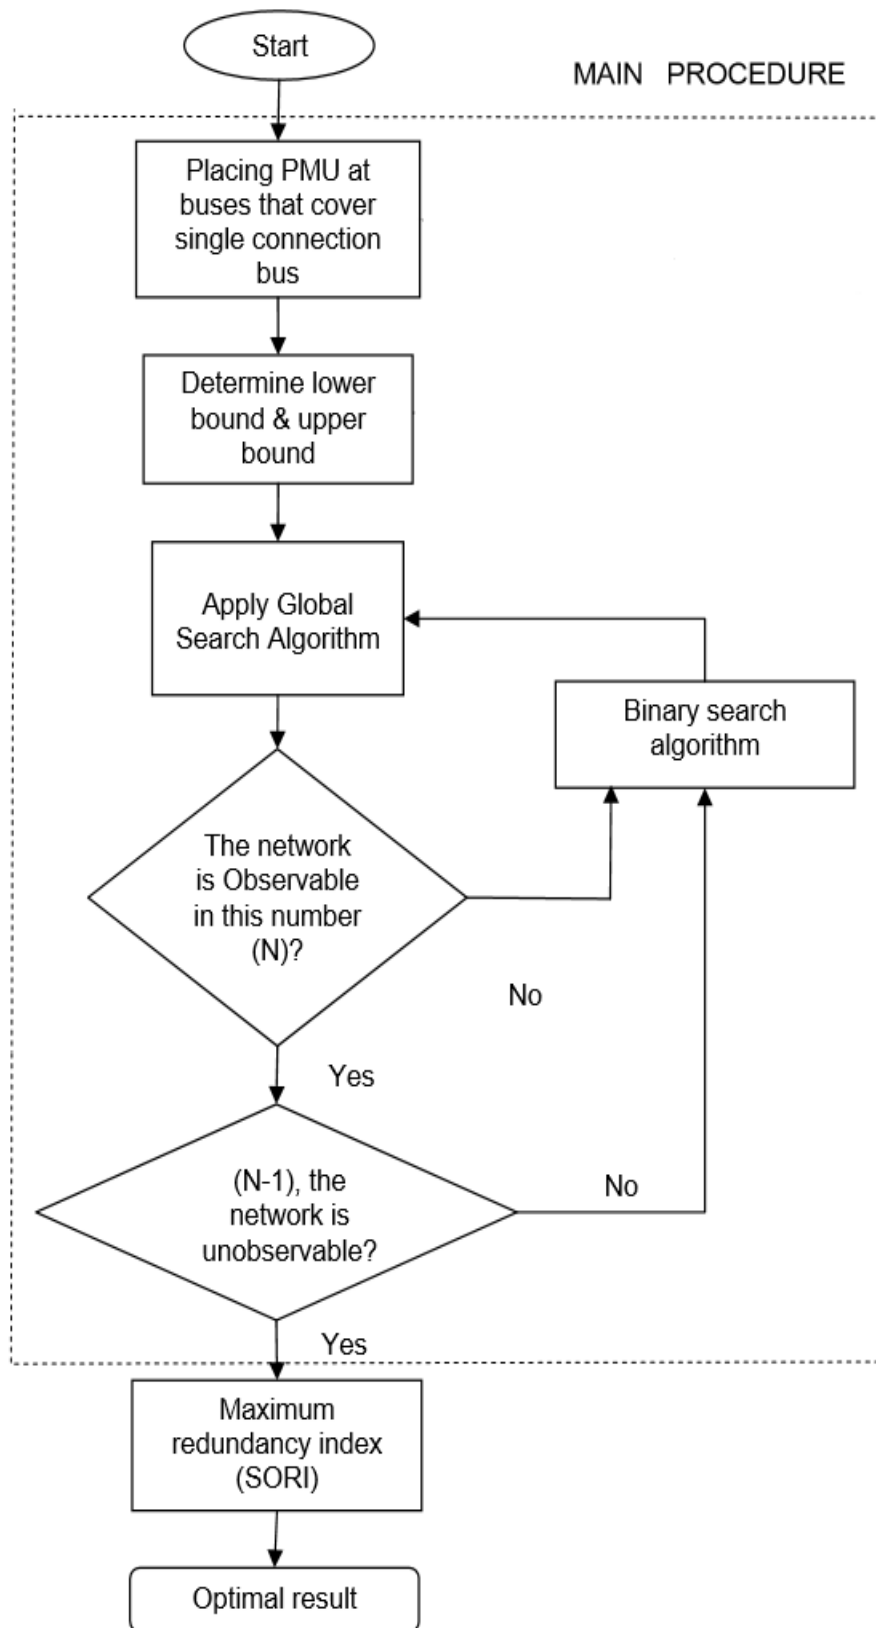 Start
MAIN PROCEDURE
Placing PMU at
buses that cover
single connection
bus
Determine lower
bound & upper
bound
Apply Global
Search Algorithm
Binary search
algorithm
The network
is Observable
in this number
(N)?
No
Yes
(N-1), the
network is
unobservable?
No
Yes
Maximum
redundancy index
(SORI)
Optimal result